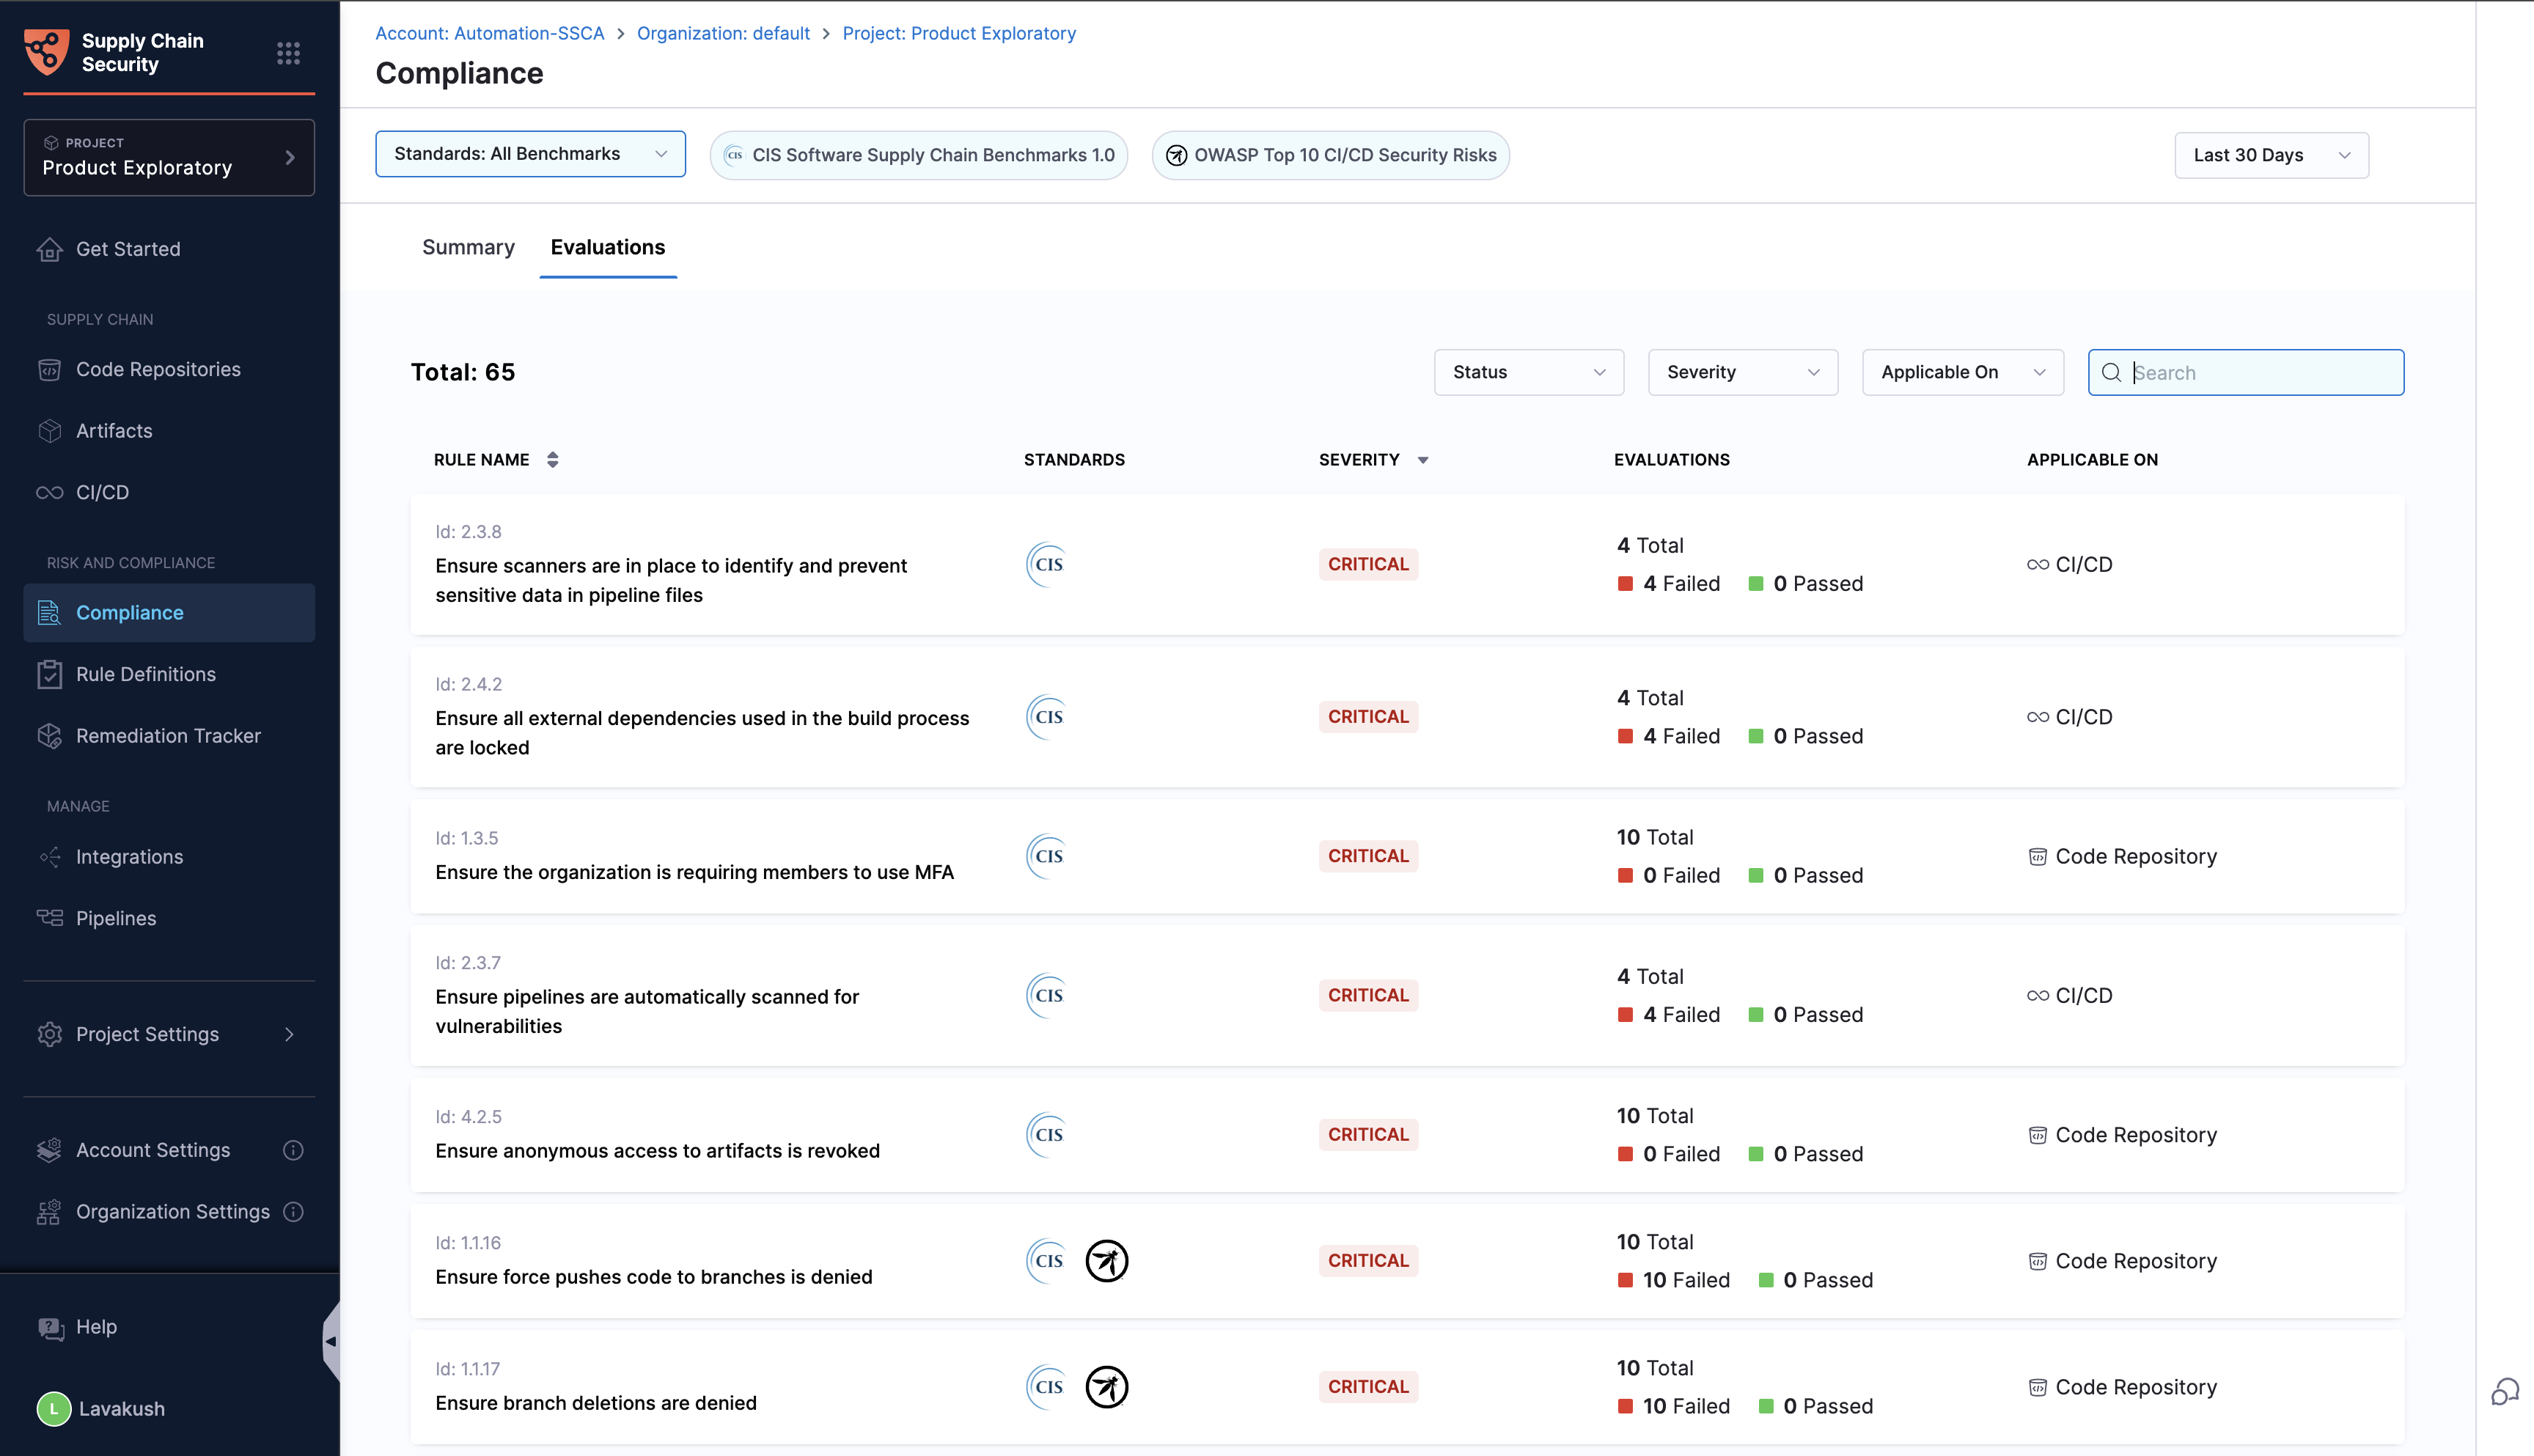 Supply Chain
Security
PROJECT
Product Exploratory
Get Started
SUPPLY CHAIN
Code Repositories
Artifacts
CI/CD
RISK AND COMPLIANCE
Compliance
Rule Definitions
Remediation Tracker
MANAGE
Integrations
Pipelines
Project Settings
Account Settings
Organization Settings
Help
L Lavakush
Account: Automation-SSCA > Organization: default > Project: Product Exploratory
Compliance
Standards: All Benchmarks CIS CIS Software Supply Chain Benchmarks 1.0 OWASP Top 10 CI/CD Security Risks Last 30 Days
Summary Evaluations
Total: 65 Status Severity Applicable On Search
RULE NAME STANDARDS SEVERITY EVALUATIONS APPLICABLE ON
Id: 2.3.8
Ensure scanners are in place to identify and prevent
sensitive data in pipeline files
CIS
CRITICAL
4 Total
4 Failed 0 Passed
CI/CD
Id: 2.4.2
Ensure all external dependencies used in the build process
are locked
CIS
CRITICAL
4 Total
4 Failed 0 Passed
CI/CD
Id: 1.3.5
Ensure the organization is requiring members to use MFA
CIS
CRITICAL
10 Total
0 Failed 0 Passed
Code Repository
Id: 2.3.7
Ensure pipelines are automatically scanned for
vulnerabilities
CIS
CRITICAL
4 Total
4 Failed 0 Passed
CI/CD
Id: 4.2.5
Ensure anonymous access to artifacts is revoked
CIS
CRITICAL
10 Total
0 Failed 0 Passed
Code Repository
Id: 1.1.16
Ensure force pushes code to branches is denied
CIS
CRITICAL
10 Total
10 Failed 0 Passed
Code Repository
Id: 1.1.17
Ensure branch deletions are denied
CIS
CRITICAL
10 Total
10 Failed 0 Passed
Code Repository